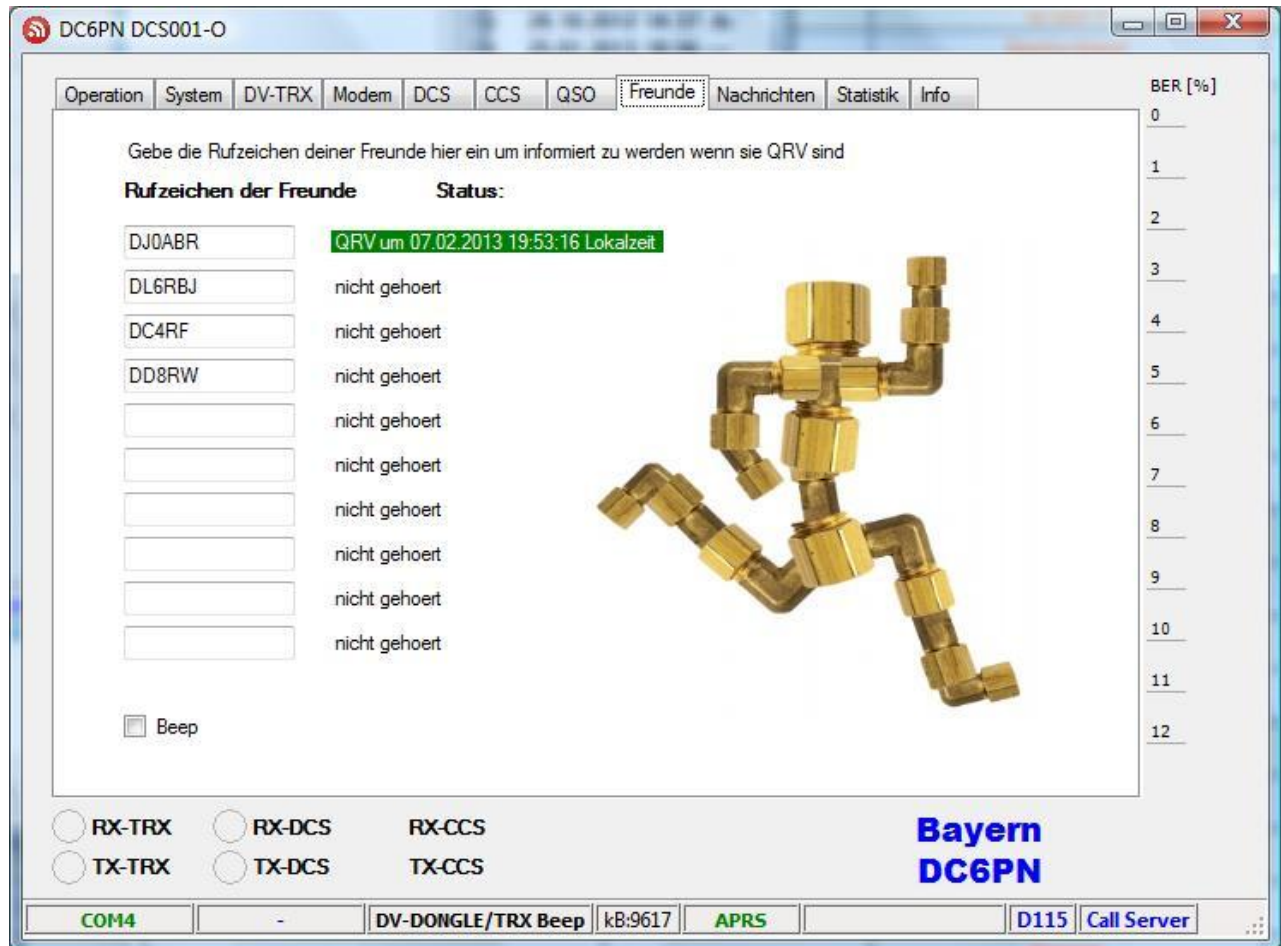 DC6PN DCS001-O
Operation System DV-TRX Modem DCS CCS QSO Freunde Nachrichten Statistik Info
BER [%]
Gebe die Rufzeichen deiner Freunde hier ein um informiert zu werden wenn sie QRV sind
Rufzeichen der Freunde Status:
DJ0ABR QRV um 07.02.2013 19:53:16 Lokalzeit
DL6RBJ nicht gehoert
DC4RF nicht gehoert
DD8RW nicht gehoert
nicht gehoert
nicht gehoert
nicht gehoert
nicht gehoert
nicht gehoert
nicht gehoert
Beep
0
1
2
3
4
5
6
7
8
9
10
11
12
RX-TRX RX-DCS RX-CCS
TX-TRX TX-DCS TX-CCS
Bayern
DC6PN
COM4 - DV-DONGLE/TRX Beep kB:9617 APRS D115 Call Server